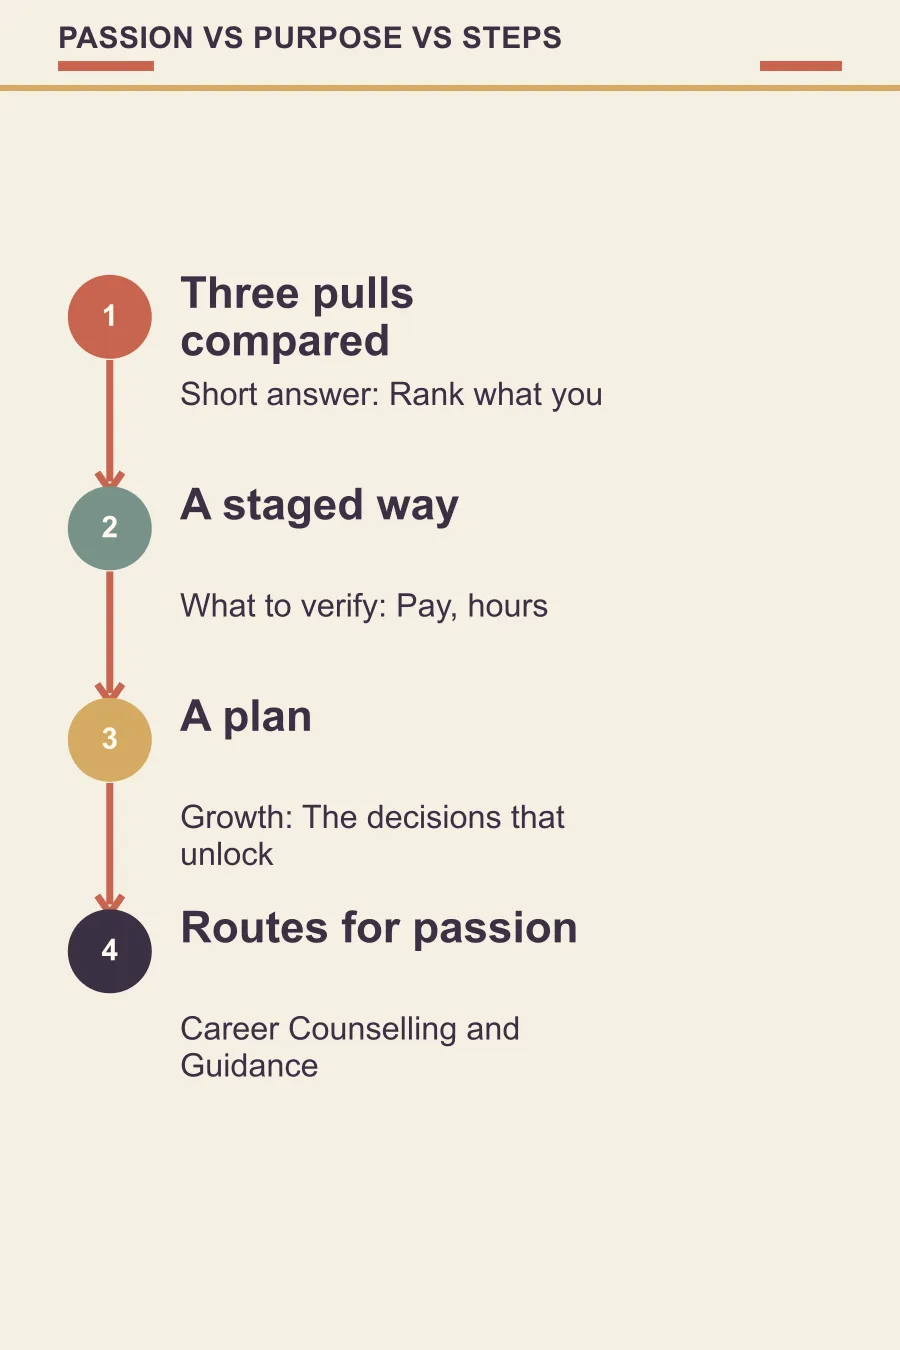 PASSION VS PURPOSE VS STEPS
1
Three pulls
compared
Short answer: Rank what you
2
A staged way
What to verify: Pay, hours
3
A plan
Growth: The decisions that
unlock
4
Routes for passion
Career Counselling and
Guidance